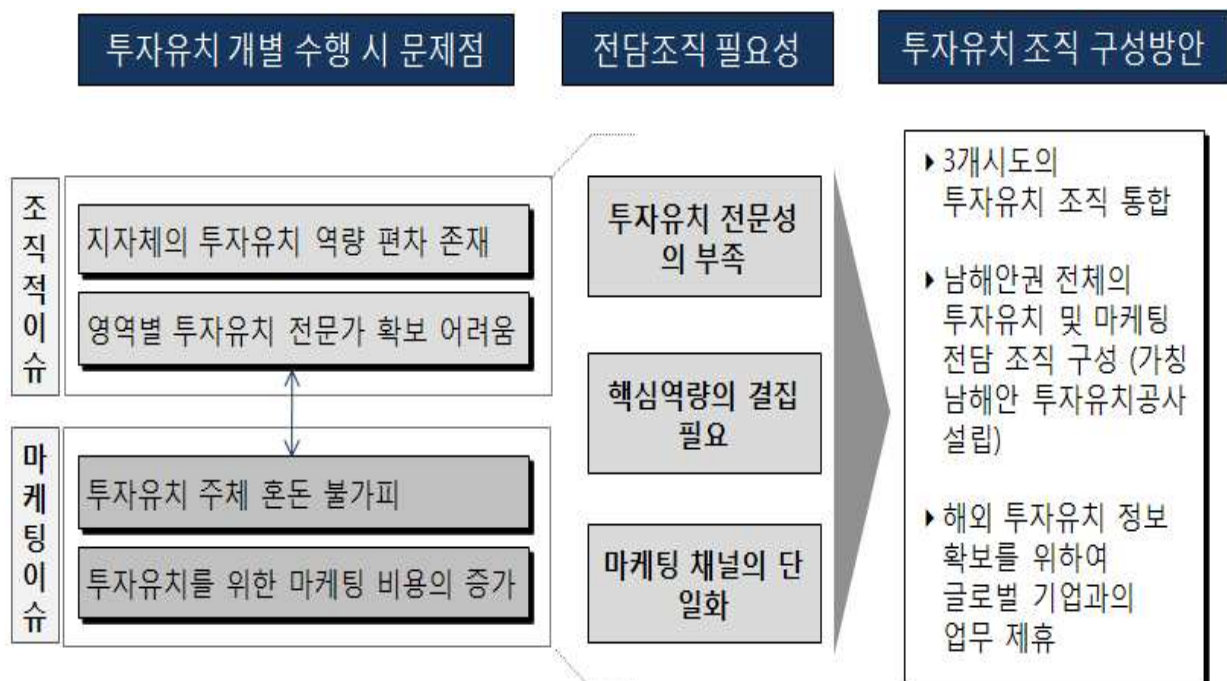 투자유치 개별 수행 시 문제점
전담조직 필요성
투자유치 조직 구성방안
조직적이슈
지자체의 투자유치 역량 편차 존재
영역별 투자유치 전문가 확보 어려움
마케팅이슈
투자유치 주체 혼돈 불가피
투자유치를 위한 마케팅 비용의 증가
투자유치 전문성
의 부족
핵심역량의 결집
필요
마케팅 채널의 단
일화
3개시도의
투자유치 조직 통합
남해안권 전체의
투자유치 및 마케팅
전담 조직 구성 (가칭
남해안 투자유치공사
설립)
해외 투자유치 정보
확보를 위하여
글로벌 기업과의
업무 제휴